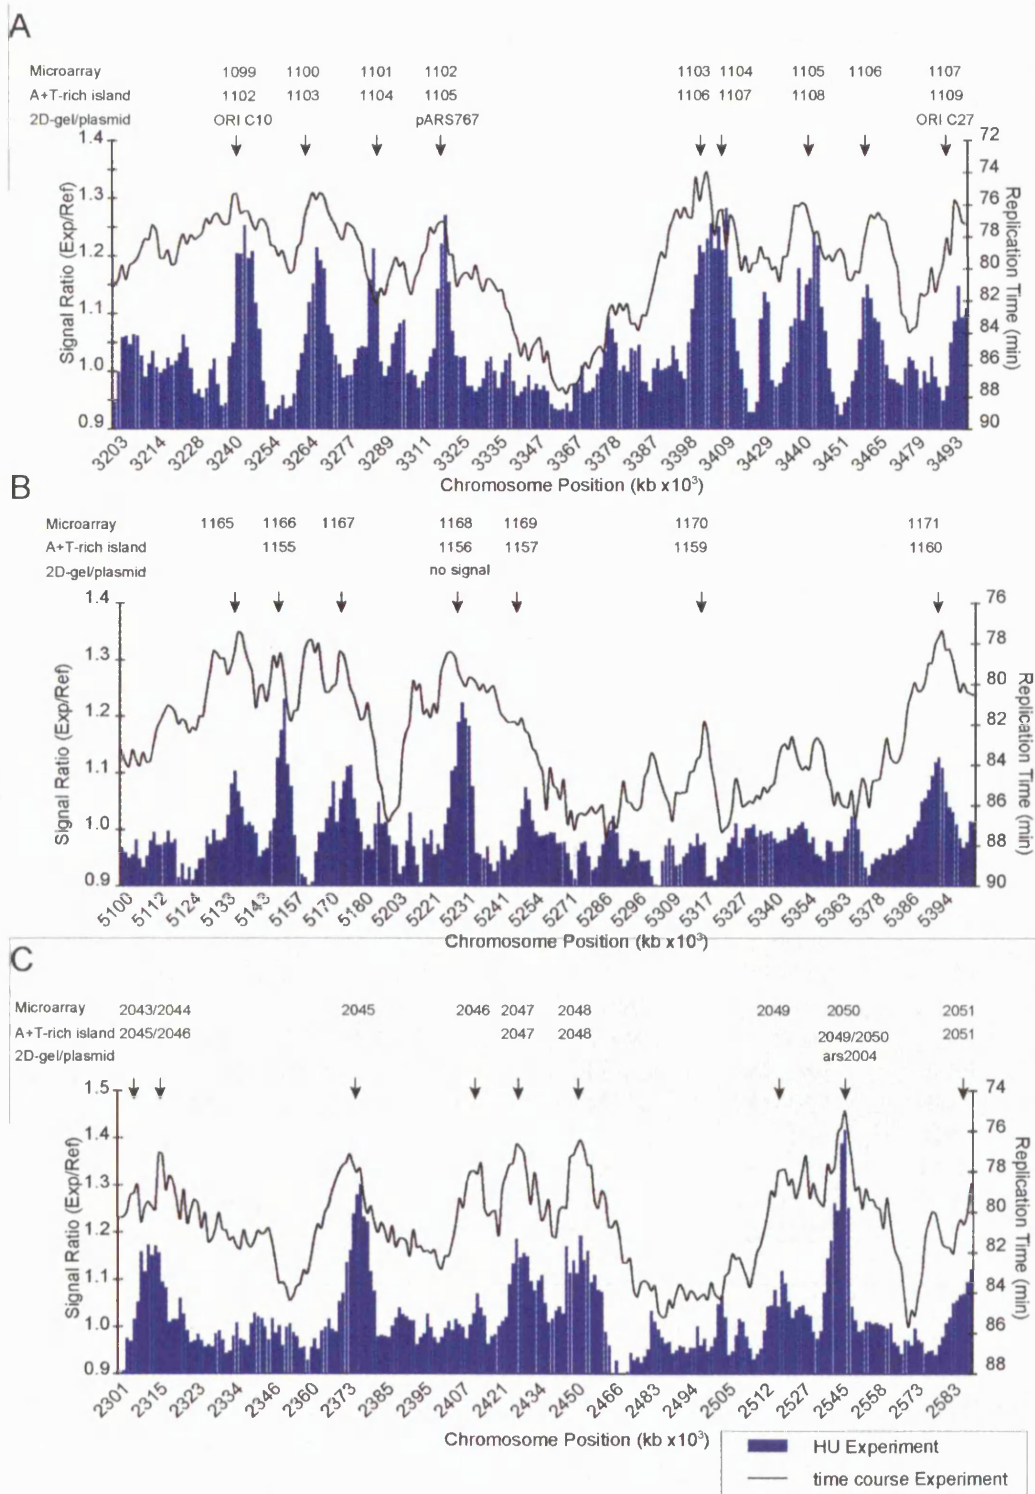 A
Microarray 1099 1100 1101 1102 1103 1104 1105 1106 1107
A+T-rich island 1102 1103 1104 1105 1106 1107 1108 1109
2D-gel/plasmid ORI C10 pARS767 ORI C27
1.4 72
74
1.3 76
78
1.2 80
82
1.1 84
1.0 86
88
0.9 90
Signal Ratio (Exp/Ref)
Replication Time (min)
3203 3214 3228 3240 3254 3264 3277 3289 3311 3325 3335 3347 3367 3378 3387 3398 3409 3429 3440 3451 3465 3479 3493
Chromosome Position (kb x10³)
B
Microarray 1165 1166 1167 1168 1169 1170 1171
A+T-rich island 1155 1156 1157 1159 1160
2D-gel/plasmid no signal
1.4 76
1.3 78
80
1.2 82
1.1 84
1.0 86
88
0.9 90
Signal Ratio (Exp/Ref)
Replication Time (min)
5100 5112 5124 5133 5143 5157 5170 5180 5203 5221 5231 5241 5254 5271 5286 5296 5309 5317 5327 5340 5354 5363 5378 5386 5394
Chromosome Position (kb x10³)
C
Microarray 2043/2044 2045 2046 2047 2048 2049 2050 2051
A+T-rich island 2045/2046 2047 2048 2049/2050 2051
2D-gel/plasmid ars2004
1.5 74
1.4 76
1.3 78
80
1.2 82
1.1 84
1.0 86
0.9 88
Signal Ratio (Exp/Ref)
Replication Time (min)
2301 2315 2323 2334 2346 2360 2373 2385 2395 2407 2421 2434 2450 2466 2483 2494 2505 2512 2527 2545 2558 2573 2583
Chromosome Position (kb x10³)
HU Experiment
time course Experiment